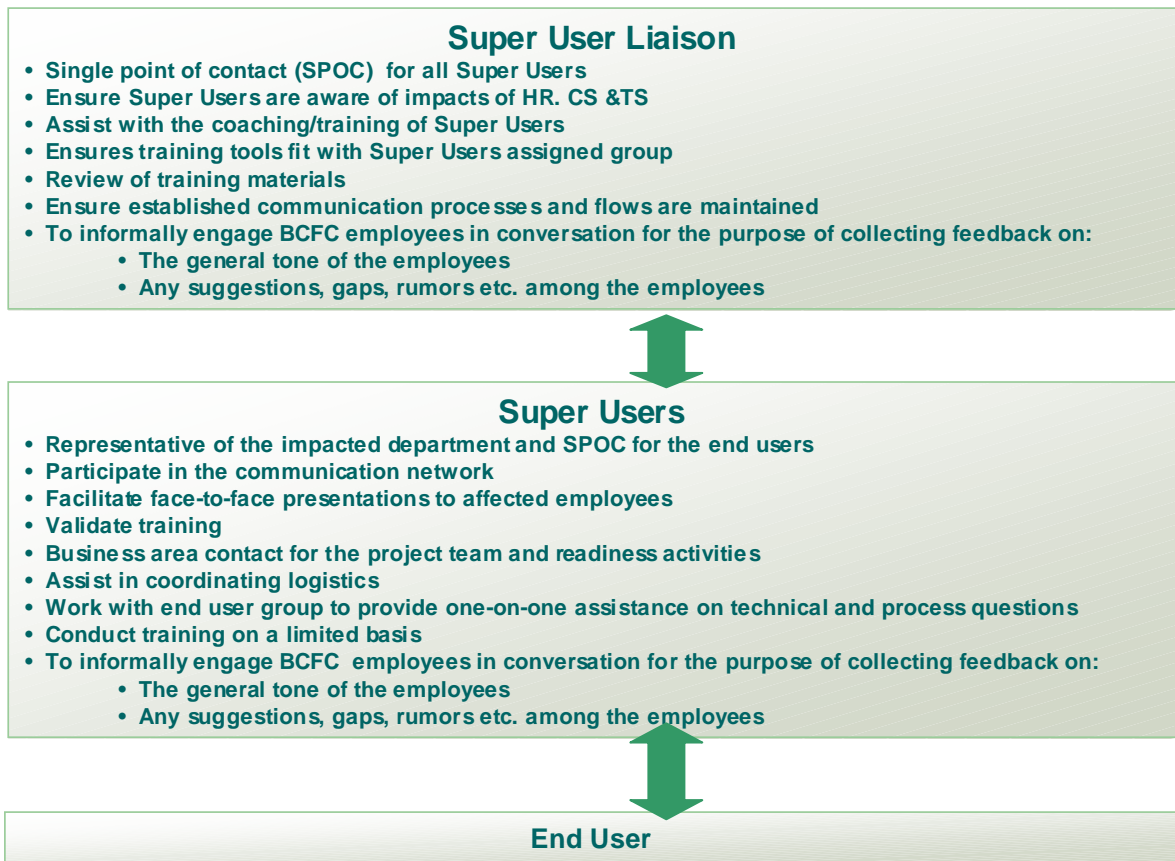 Super User Liaison
• Single point of contact (SPOC) for all Super Users
• Ensure Super Users are aware of impacts of HR. CS &TS
• Assist with the coaching/training of Super Users
• Ensures training tools fit with Super Users assigned group
• Review of training materials
• Ensure established communication processes and flows are maintained
• To informally engage BCFC employees in conversation for the purpose of collecting feedback on:
• The general tone of the employees
• Any suggestions, gaps, rumors etc. among the employees
Super Users
• Representative of the impacted department and SPOC for the end users
• Participate in the communication network
• Facilitate face-to-face presentations to affected employees
• Validate training
• Business area contact for the project team and readiness activities
• Assist in coordinating logistics
• Work with end user group to provide one-on-one assistance on technical and process questions
• Conduct training on a limited basis
• To informally engage BCFC employees in conversation for the purpose of collecting feedback on:
• The general tone of the employees
• Any suggestions, gaps, rumors etc. among the employees
End User